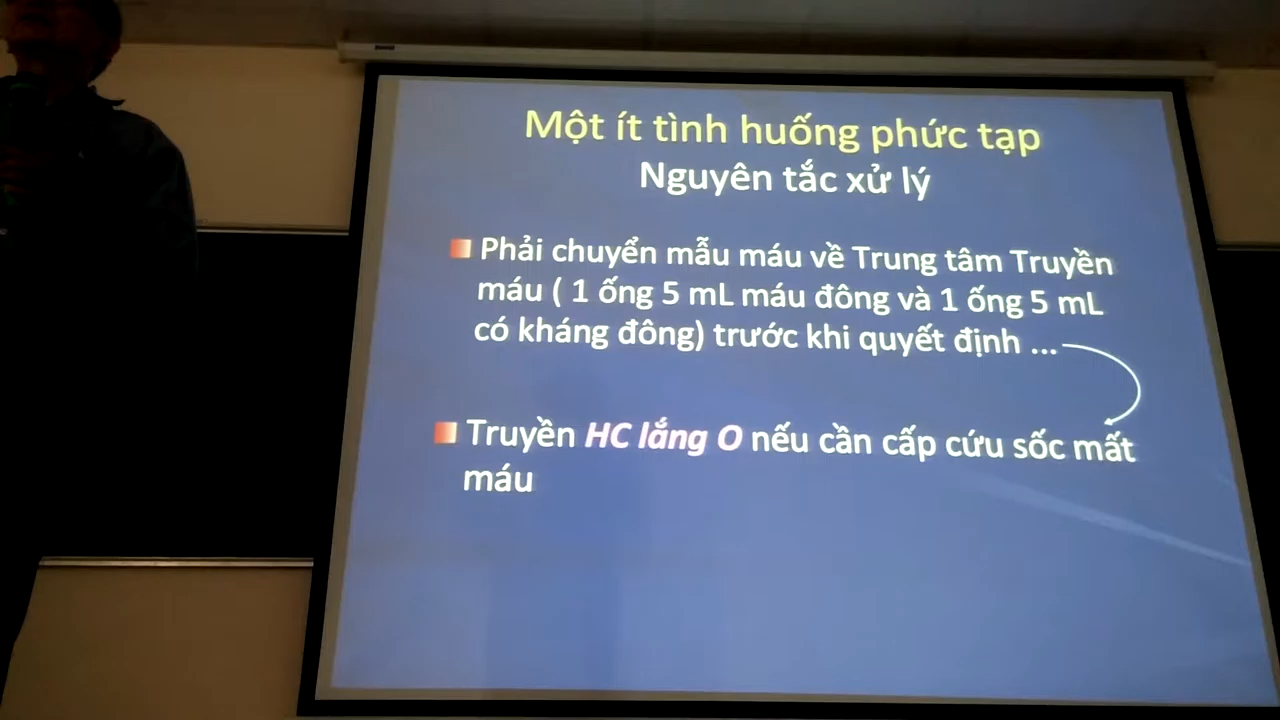 Một ít tình huống phức tạp
Nguyên tắc xử lý
Phải chuyển mẫu máu về Trung tâm Truyền
máu ( 1 ống 5 mL máu đông và 1 ống 5 mL
có kháng đông) trước khi quyết định ...
Truyền HC lắng O nếu cần cấp cứu sốc mất
máu